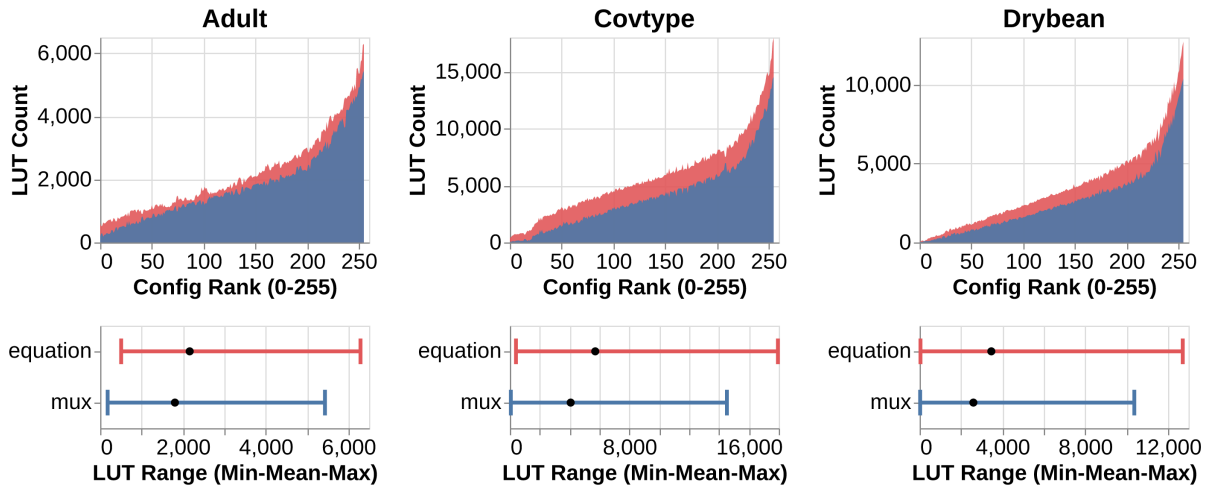 Adult
Covtype
Drybean
LUT Count
6,000
4,000
2,000
0
0 50 100 150 200 250
Config Rank (0-255)
LUT Count
15,000
10,000
5,000
0
0 50 100 150 200 250
Config Rank (0-255)
LUT Count
10,000
5,000
0
0 50 100 150 200 250
Config Rank (0-255)
equation
mux
0 2,000 4,000 6,000
LUT Range (Min-Mean-Max)
equation
mux
0 8,000 16,000
LUT Range (Min-Mean-Max)
equation
mux
0 4,000 8,000 12,000
LUT Range (Min-Mean-Max)